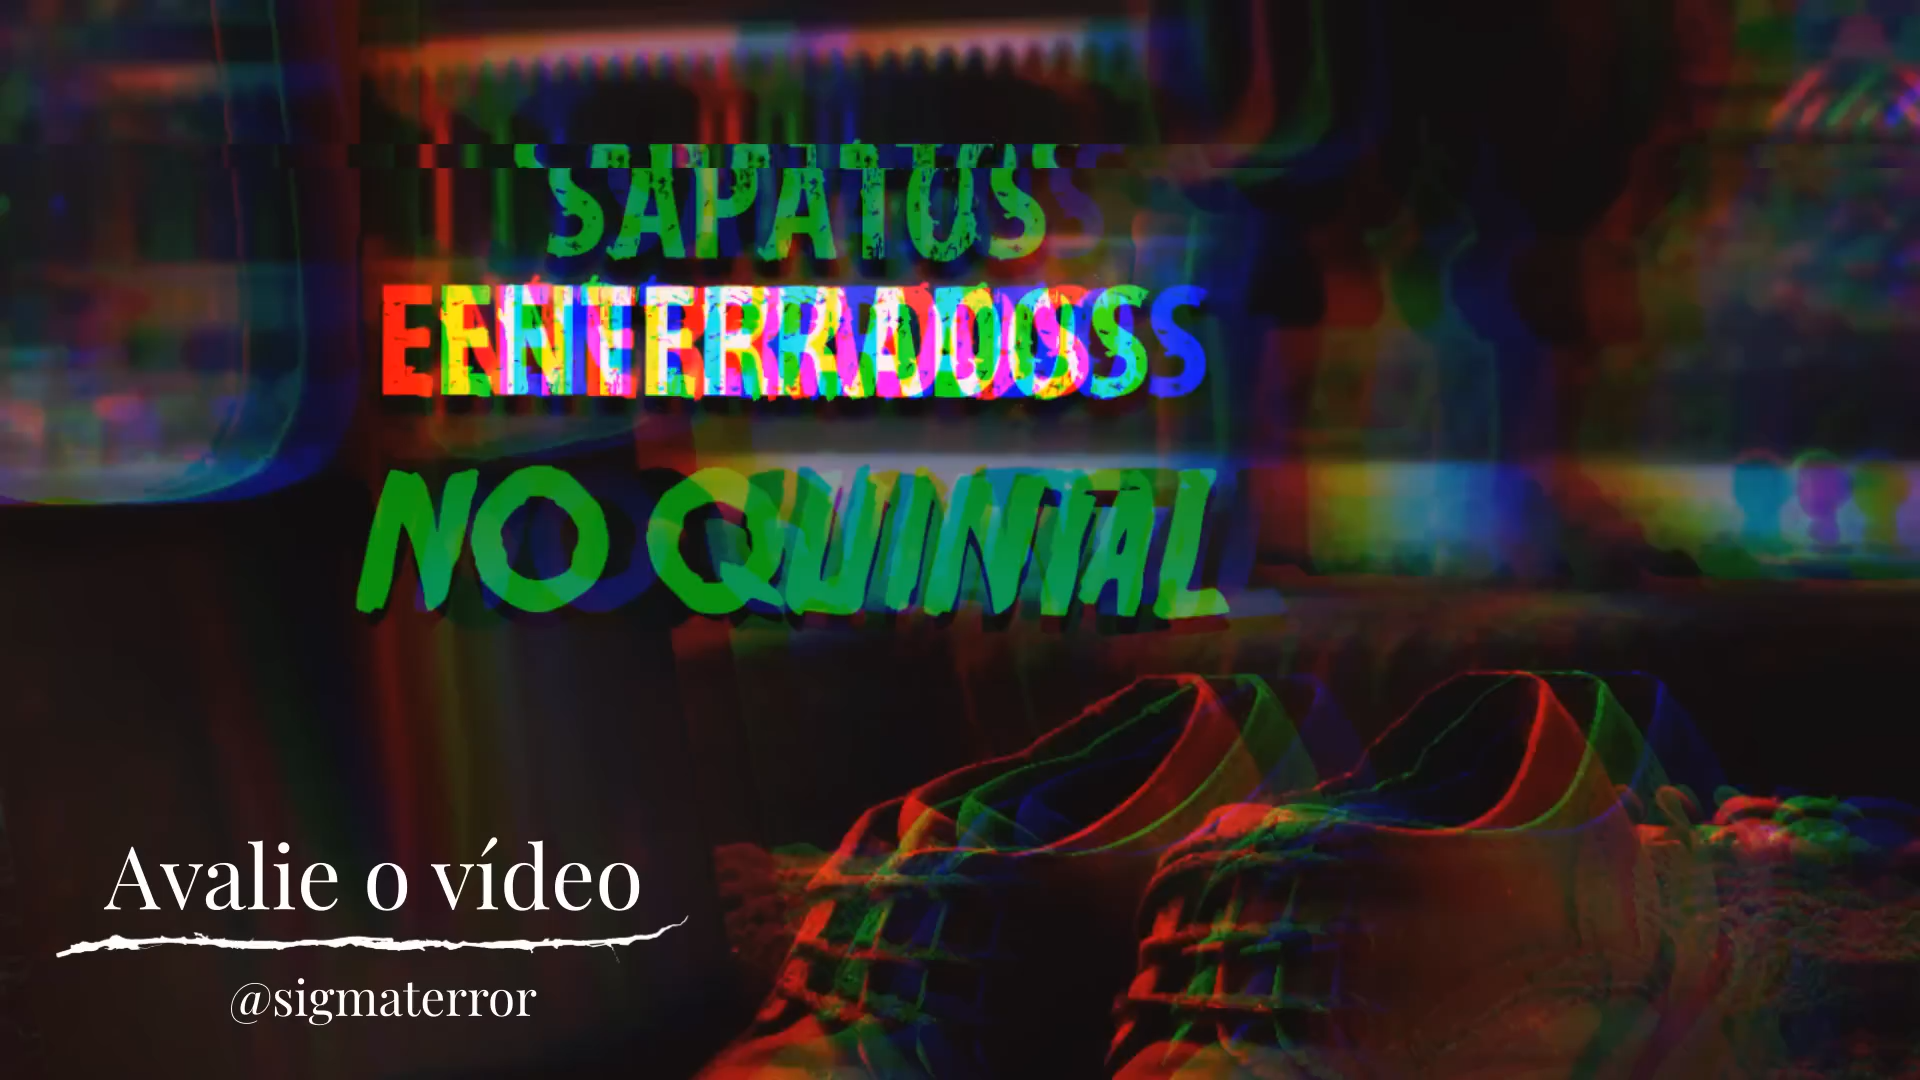 SAPATOS
ENTERRADOS
NO QUINTAL
Avalie o vídeo
@sigmaterror